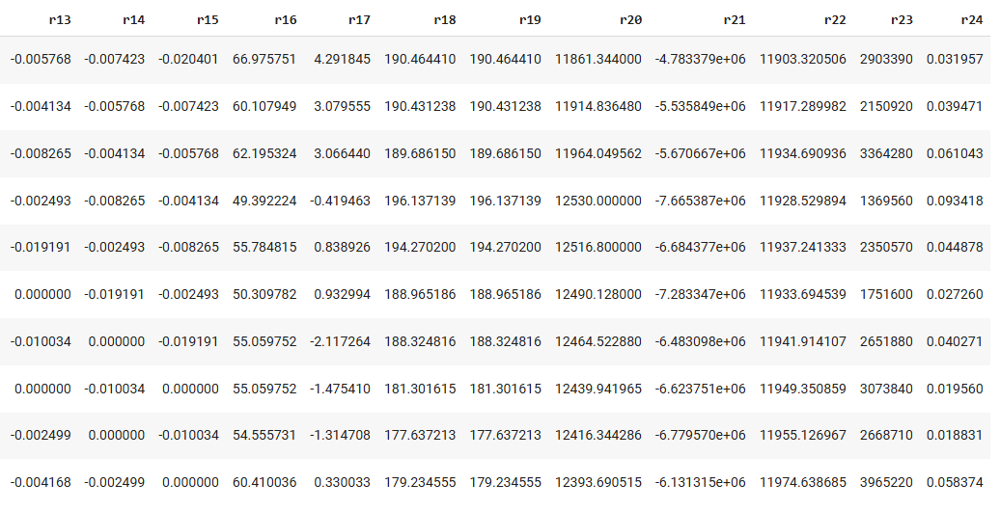 r13 r14 r15 r16 r17 r18 r19 r20 r21 r22 r23 r24
-0.005768 -0.007423 -0.020401 66.975751 4.291845 190.464410 190.464410 11861.344000 -4.783379e+06 11903.320506 2903390 0.031957
-0.004134 -0.005768 -0.007423 60.107949 3.079555 190.431238 190.431238 11914.836480 -5.535849e+06 11917.289982 2150920 0.039471
-0.008265 -0.004134 -0.005768 62.195324 3.066440 189.686150 189.686150 11964.049562 -5.670667e+06 11934.690936 3364280 0.061043
-0.002493 -0.008265 -0.004134 49.392224 -0.419463 196.137139 196.137139 12530.000000 -7.665387e+06 11928.529894 1369560 0.093418
-0.019191 -0.002493 -0.008265 55.784815 0.838926 194.270200 194.270200 12516.800000 -6.684377e+06 11937.241333 2350570 0.044878
0.000000 -0.019191 -0.002493 50.309782 0.932994 188.965186 188.965186 12490.128000 -7.283347e+06 11933.694539 1751600 0.027260
-0.010034 0.000000 -0.019191 55.059752 -2.117264 188.324816 188.324816 12464.522880 -6.483098e+06 11941.914107 2651880 0.040271
0.000000 -0.010034 0.000000 55.059752 -1.475410 181.301615 181.301615 12439.941965 -6.623751e+06 11949.350859 3073840 0.019560
-0.002499 0.000000 -0.010034 54.555731 -1.314708 177.637213 177.637213 12416.344286 -6.779570e+06 11955.126967 2668710 0.018831
-0.004168 -0.002499 0.000000 60.410036 0.330033 179.234555 179.234555 12393.690515 -6.131315e+06 11974.638685 3965220 0.058374